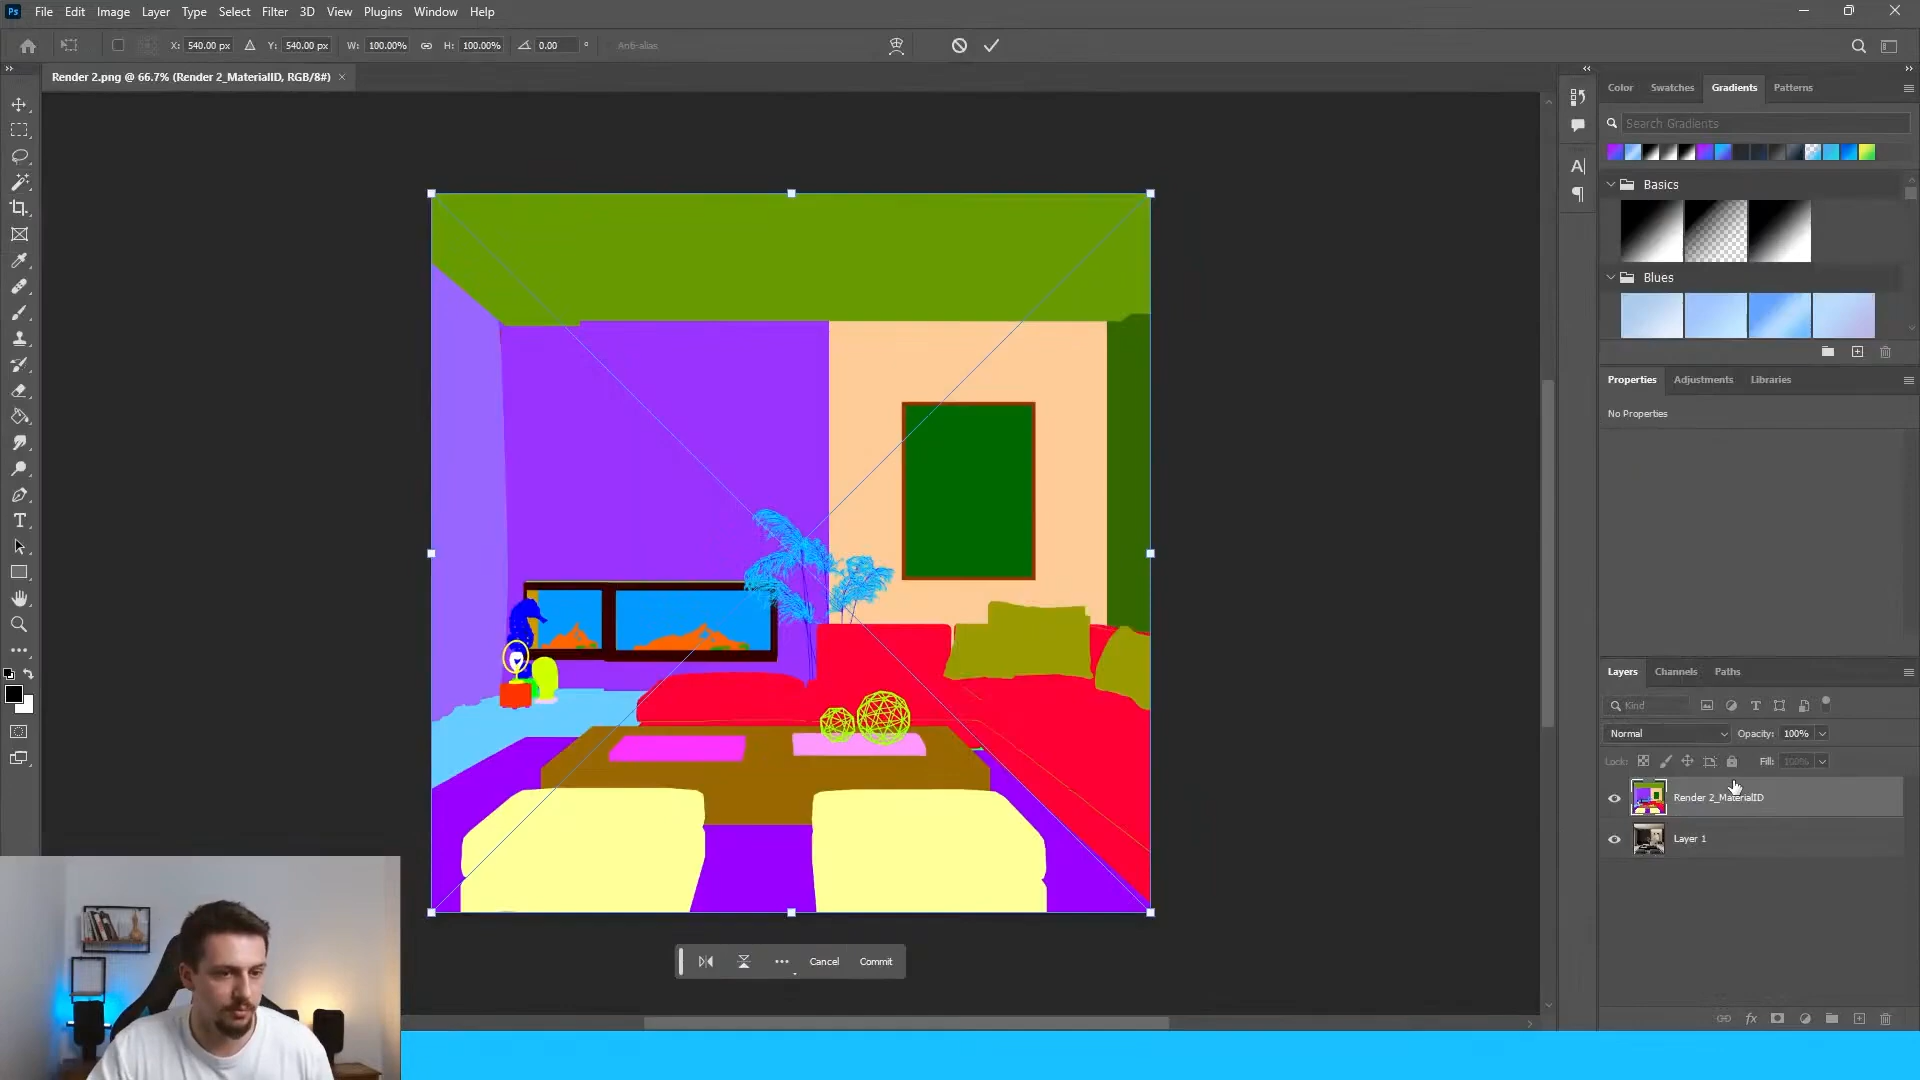 Ps File Edit Image Layer Type Select Filter 3D View Plugins Window Help
X: 540.00 px Y: 540.00 px W: 100.00% H: 100.00% 0.00 ° Anti-alias
Render 2.png @ 66.7% (Render 2_MaterialID, RGB/8#) ×
Color Swatches Gradients Patterns
Search Gradients
Basics
Blues
Properties Adjustments Libraries
No Properties
Layers Channels Paths
Kind
Normal Opacity: 100%
Lock: Fill: 100%
Render 2_MaterialID
Layer 1
Cancel Commit